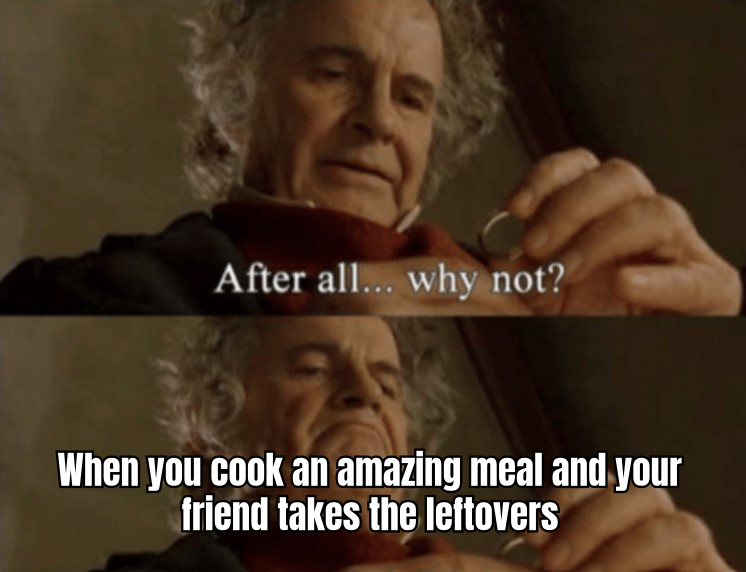 After all... why not?
When you cook an amazing meal and your
friend takes the leftovers